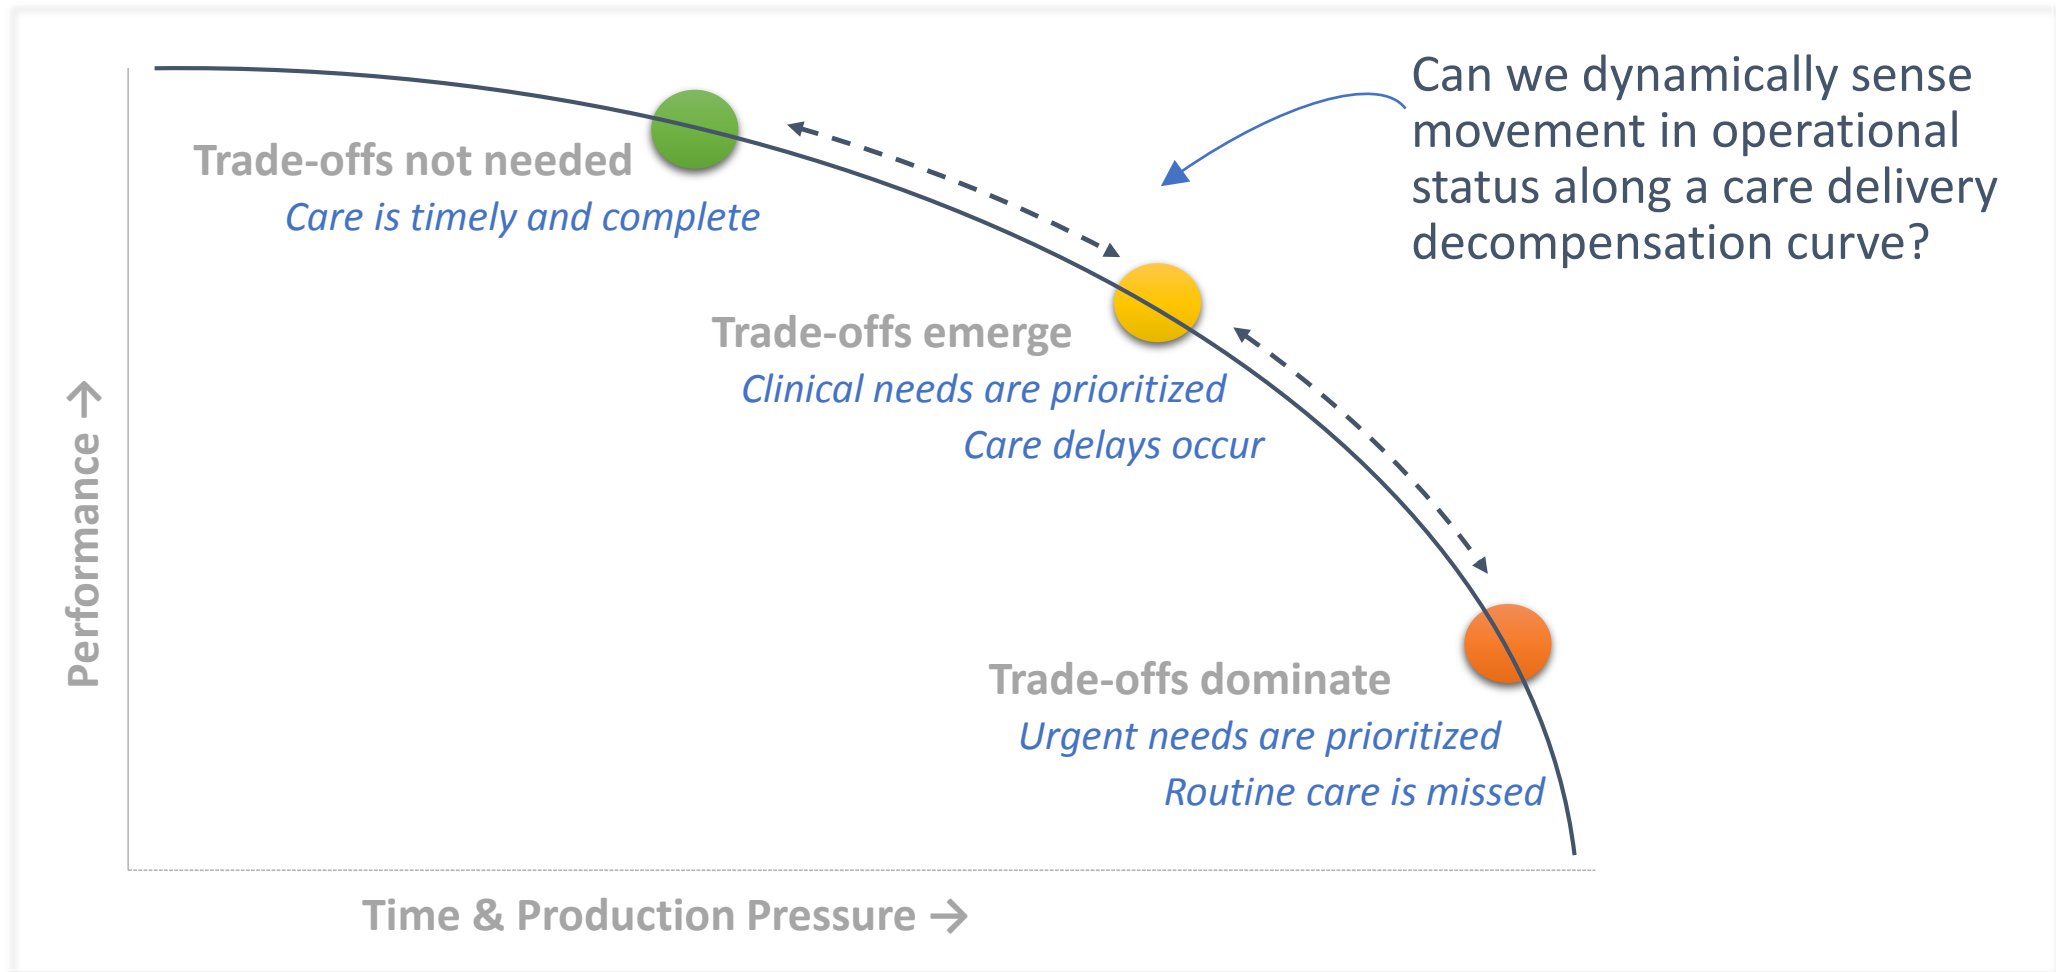 Can we dynamically sense
movement in operational
status along a care delivery
decompensation curve?
Trade-offs not needed
Care is timely and complete
Trade-offs emerge
Clinical needs are prioritized
Care delays occur
Trade-offs dominate
Urgent needs are prioritized
Routine care is missed
Performance →
Time & Production Pressure →